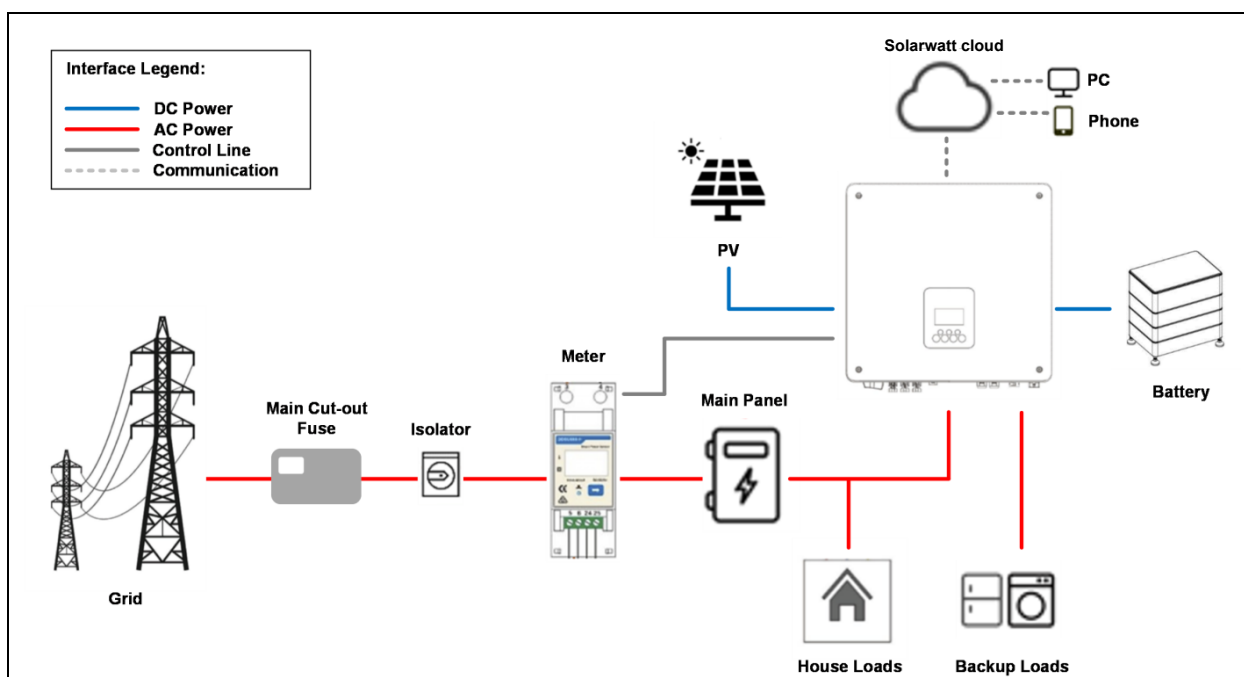 Solarwatt cloud
Interface Legend:
DC Power
AC Power
Control Line
Communication
PC
Phone
PV
Meter
Main Panel
Battery
Main Cut-out
Fuse
Isolator
Grid
House Loads
Backup Loads